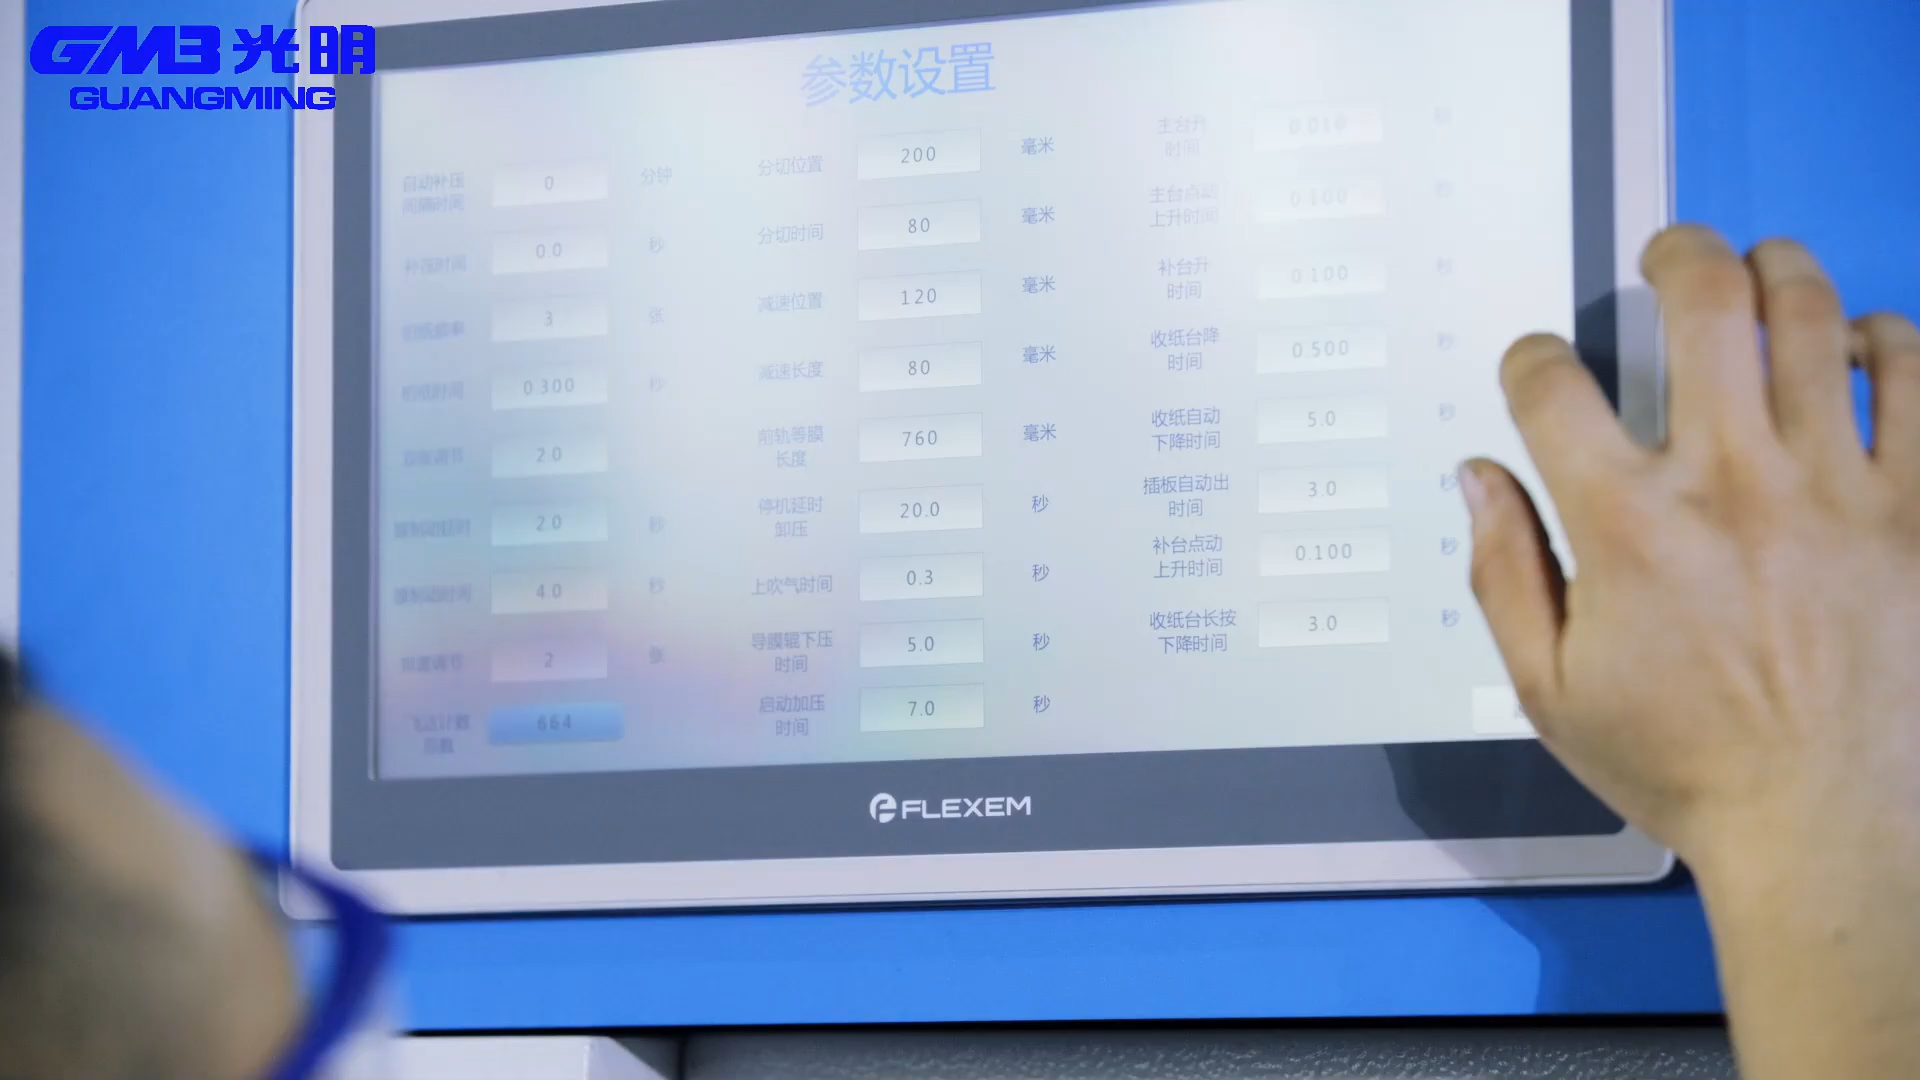 GMB 光明
GUANGMING
参数设置
自动补压
间隔时间
0
分钟
补压时间
0.0
秒
3
张
0.300
秒
2.0
2.0
秒
4.0
秒
2
张
664
分切位置
200
毫米
分切时间
80
毫米
减速位置
120
毫米
减速长度
80
毫米
前轨等膜
长度
760
毫米
停机延时
卸压
20.0
秒
上吹气时间
0.3
秒
导膜辊下压
时间
5.0
秒
启动加压
时间
7.0
秒
主台升
时间
0.010
秒
主台点动
上升时间
0.100
秒
补台升
时间
0.100
秒
收纸台降
时间
0.500
秒
收纸自动
下降时间
5.0
秒
插板自动出
时间
3.0
秒
补台点动
上升时间
0.100
秒
收纸台长按
下降时间
3.0
秒
FLEXEM